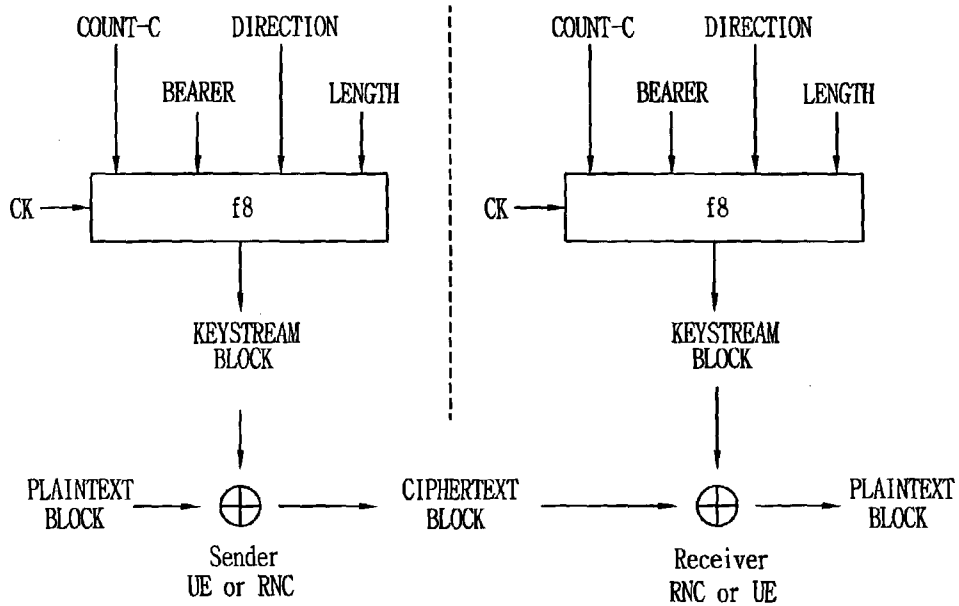 COUNT-C DIRECTION COUNT-C DIRECTION
BEARER LENGTH BEARER LENGTH
CK f8 CK f8
KEYSTREAM BLOCK KEYSTREAM BLOCK
PLAINTEXT BLOCK CIPHERTEXT BLOCK PLAINTEXT BLOCK
Sender
UE or RNC
Receiver
RNC or UE